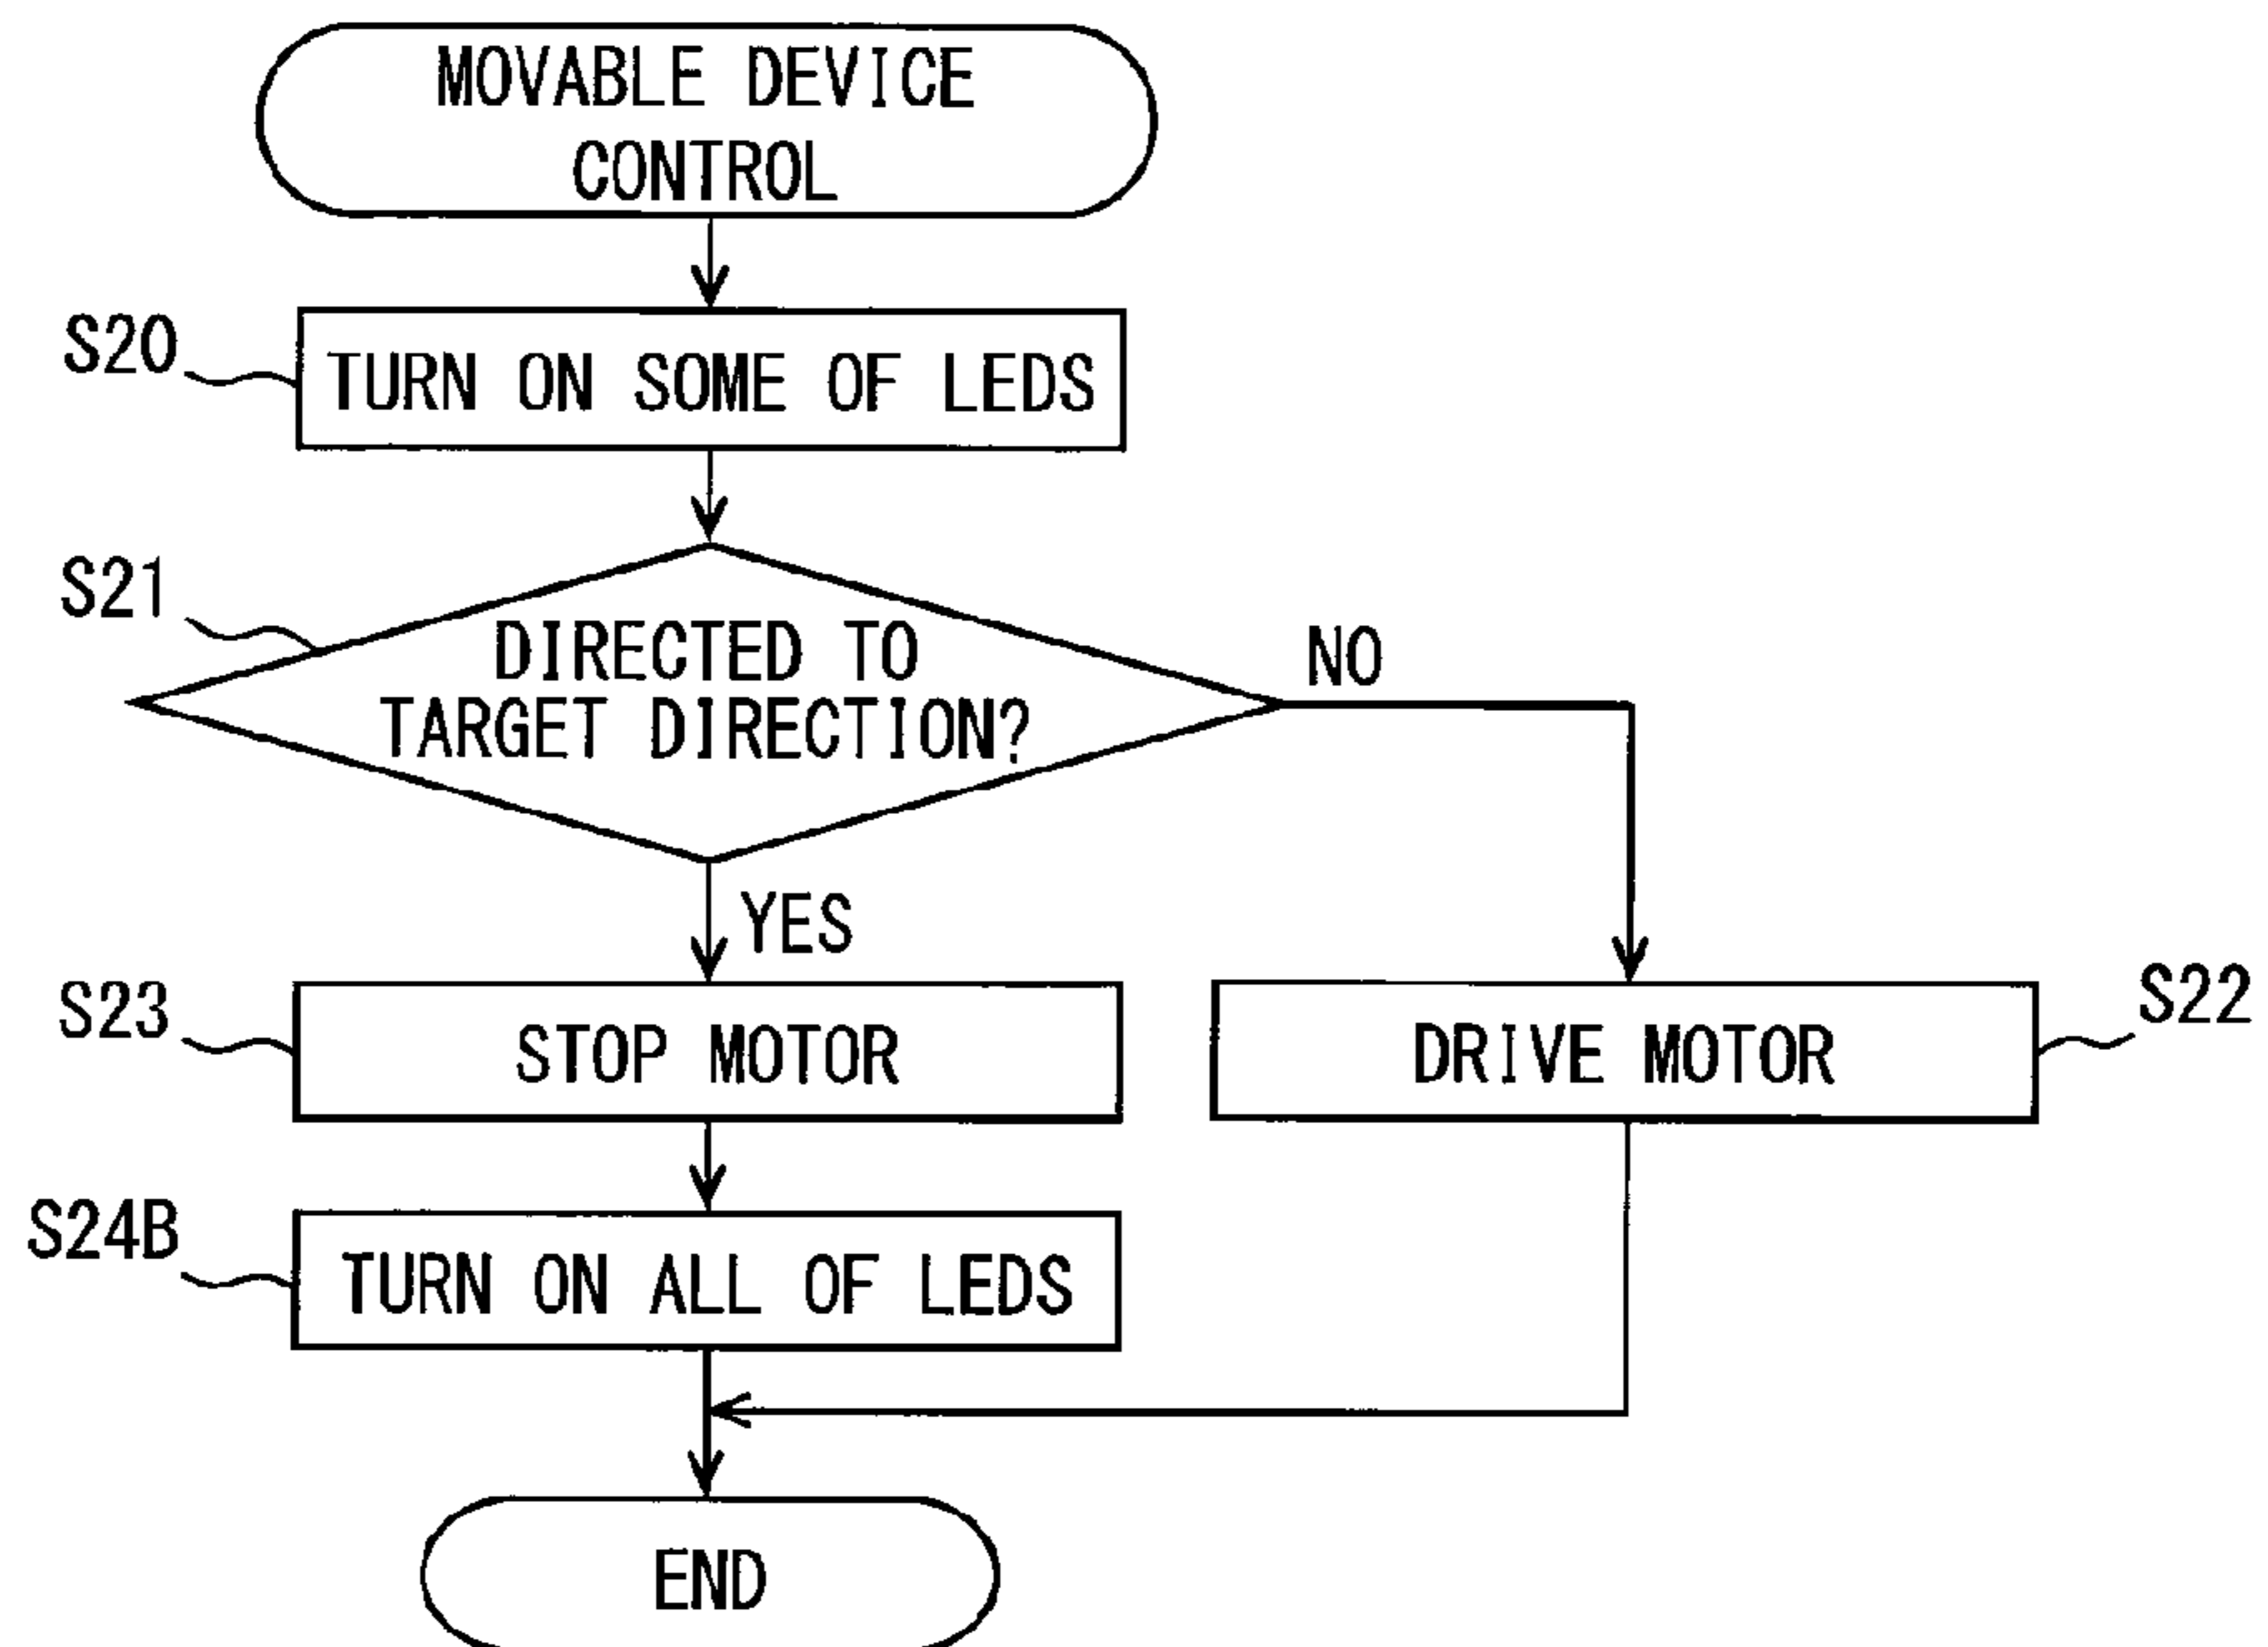 MOVABLE DEVICE
CONTROL
S20
TURN ON SOME OF LEDS
S21
DIRECTED TO
TARGET DIRECTION?
NO
YES
S23
STOP MOTOR
DRIVE MOTOR
S22
S24B
TURN ON ALL OF LEDS
END